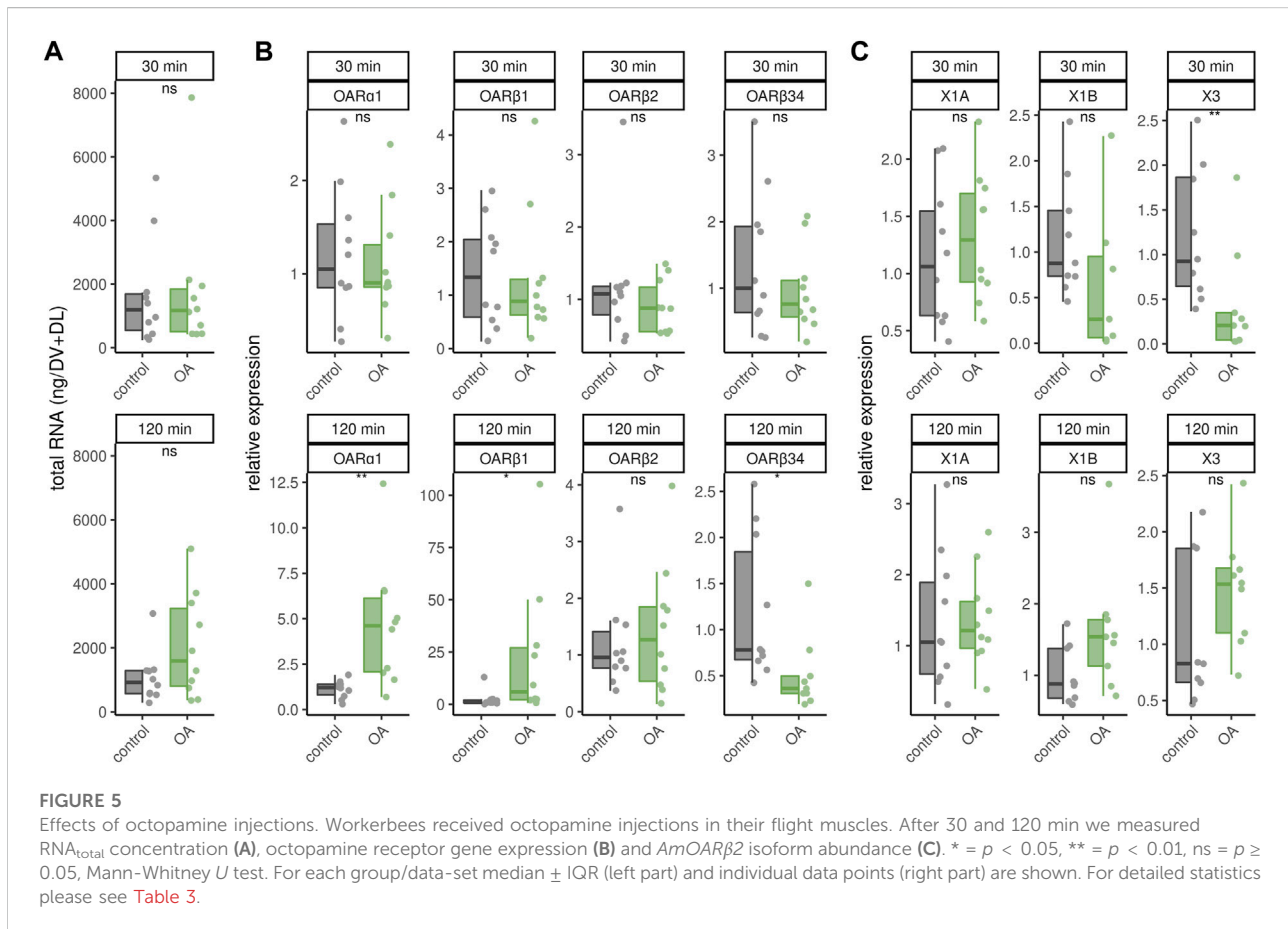 A
B
C
30 min
30 min
30 min
30 min
30 min
30 min
30 min
30 min
OARα1
OARβ1
OARβ2
OARβ34
X1A
X1B
X3
ns
ns
ns
ns
ns
ns
ns
**
total RNA (ng/DV+DL)
8000
6000
4000
2000
0
control
OA
relative expression
2
1
control
OA
4
3
2
1
0
control
OA
3
2
1
0
control
OA
3
2
1
0
control
OA
relative expression
2.0
1.5
1.0
0.5
control
OA
2.5
2.0
1.5
1.0
0.5
0.0
control
OA
2.5
2.0
1.5
1.0
0.5
0.0
control
OA
120 min
120 min
120 min
120 min
120 min
120 min
120 min
120 min
OARα1
OARβ1
OARβ2
OARβ34
X1A
X1B
X3
ns
**
*
ns
*
ns
ns
ns
8000
6000
4000
2000
0
control
OA
12.5
10.0
7.5
5.0
2.5
0.0
control
OA
100
75
50
25
0
control
OA
4
3
2
1
0
control
OA
2.5
2.0
1.5
1.0
0.5
control
OA
3
2
1
control
OA
3
2
1
control
OA
2.5
2.0
1.5
1.0
0.5
control
OA
FIGURE 5
Effects of octopamine injections. Workerbees received octopamine injections in their flight muscles. After 30 and 120 min we measured
RNAtotal concentration (A), octopamine receptor gene expression (B) and AmOARβ2 isoform abundance (C). * = p < 0.05, ** = p < 0.01, ns = p ≥
0.05, Mann-Whitney U test. For each group/data-set median ± IQR (left part) and individual data points (right part) are shown. For detailed statistics
please see Table 3.